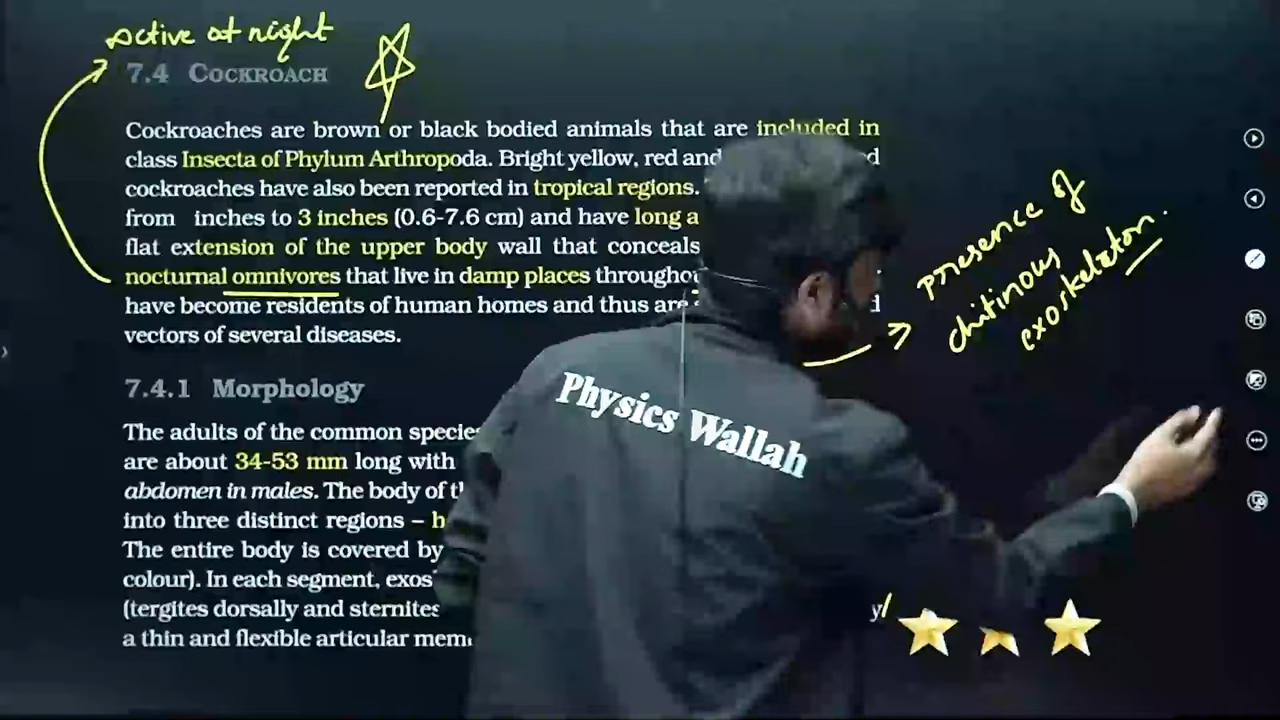 active at night
7.4 COCKROACH
Cockroaches are brown or black bodied animals that are included in
class Insecta of Phylum Arthropoda. Bright yellow, red and d
cockroaches have also been reported in tropical regions.
from inches to 3 inches (0.6-7.6 cm) and have long a
flat extension of the upper body wall that conceals
nocturnal omnivores that live in damp places througho
have become residents of human homes and thus are d
vectors of several diseases.
presence of
chitinous
exoskeleton.
7.4.1 Morphology
The adults of the common specie
are about 34-53 mm long with
abdomen in males. The body of t
into three distinct regions – h
The entire body is covered by
colour). In each segment, exos
(tergites dorsally and sternites
a thin and flexible articular mem
y/
Physics Wallah